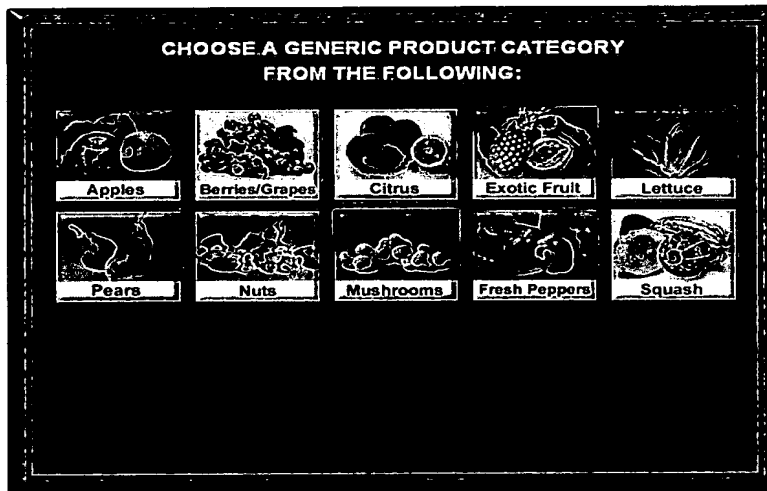 CHOOSE A GENERIC PRODUCT CATEGORY
FROM THE FOLLOWING:
Apples Berries/Grapes Citrus Exotic Fruit Lettuce
Pears Nuts Mushrooms Fresh Peppers Squash